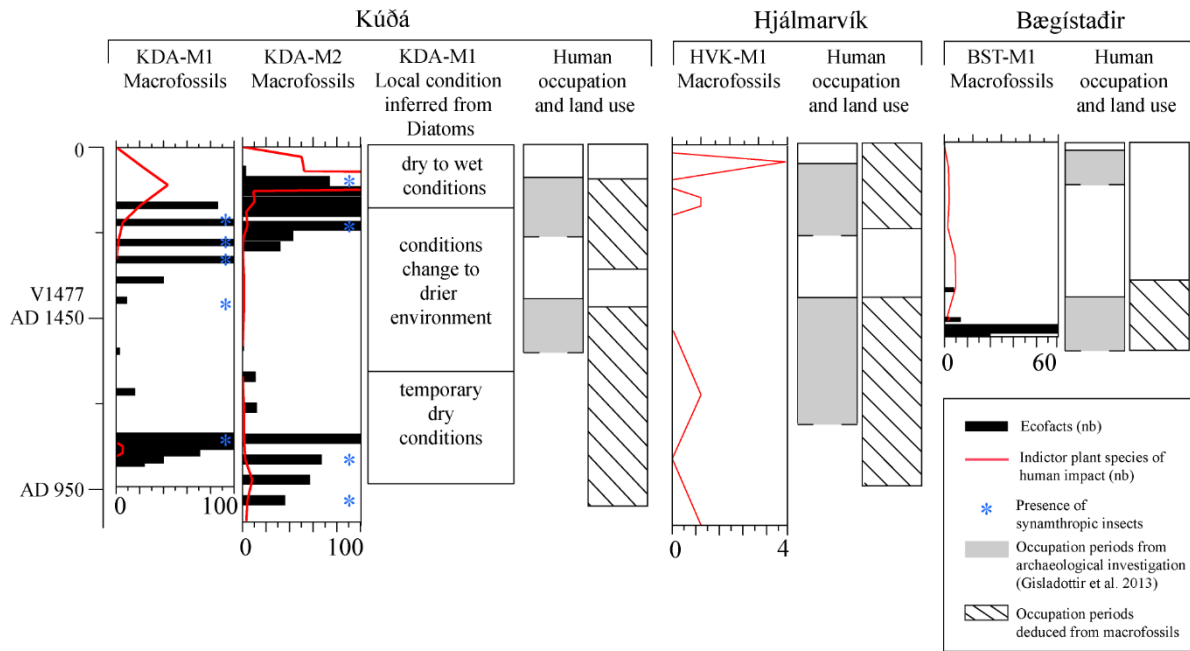 Kúðá
Hjálmarvík
Bægístaðir
KDA-M1
Macrofossils
KDA-M2
Macrofossils
KDA-M1
Local condition
inferred from
Diatoms
Human
occupation
and land use
HVK-M1
Macrofossils
Human
occupation
and land use
BST-M1
Macrofossils
Human
occupation
and land use
0
V1477
AD 1450
AD 950
dry to wet
conditions
conditions
change to
drier
environment
temporary
dry
conditions
0 100
0 100
0 4
0 60
Ecofacts (nb)
Indictor plant species of
human impact (nb)
* Presence of
synamthropic insects
Occupation periods from
archaeological investigation
(Gisladottir et al. 2013)
Occupation periods
deduced from macrofossils